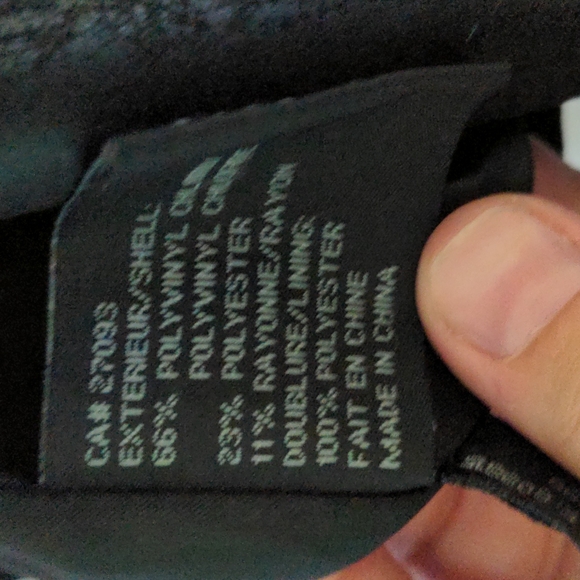 CA# 27093
EXTERIEUR/SHELL:
66% POLYVINYL
POLYVINYL
23% POLYESTER
11% RAYONNE/RAYON
DOUBLURE/LINING:
100% POLYESTER
FAIT EN CHINE
MADE IN CHINA